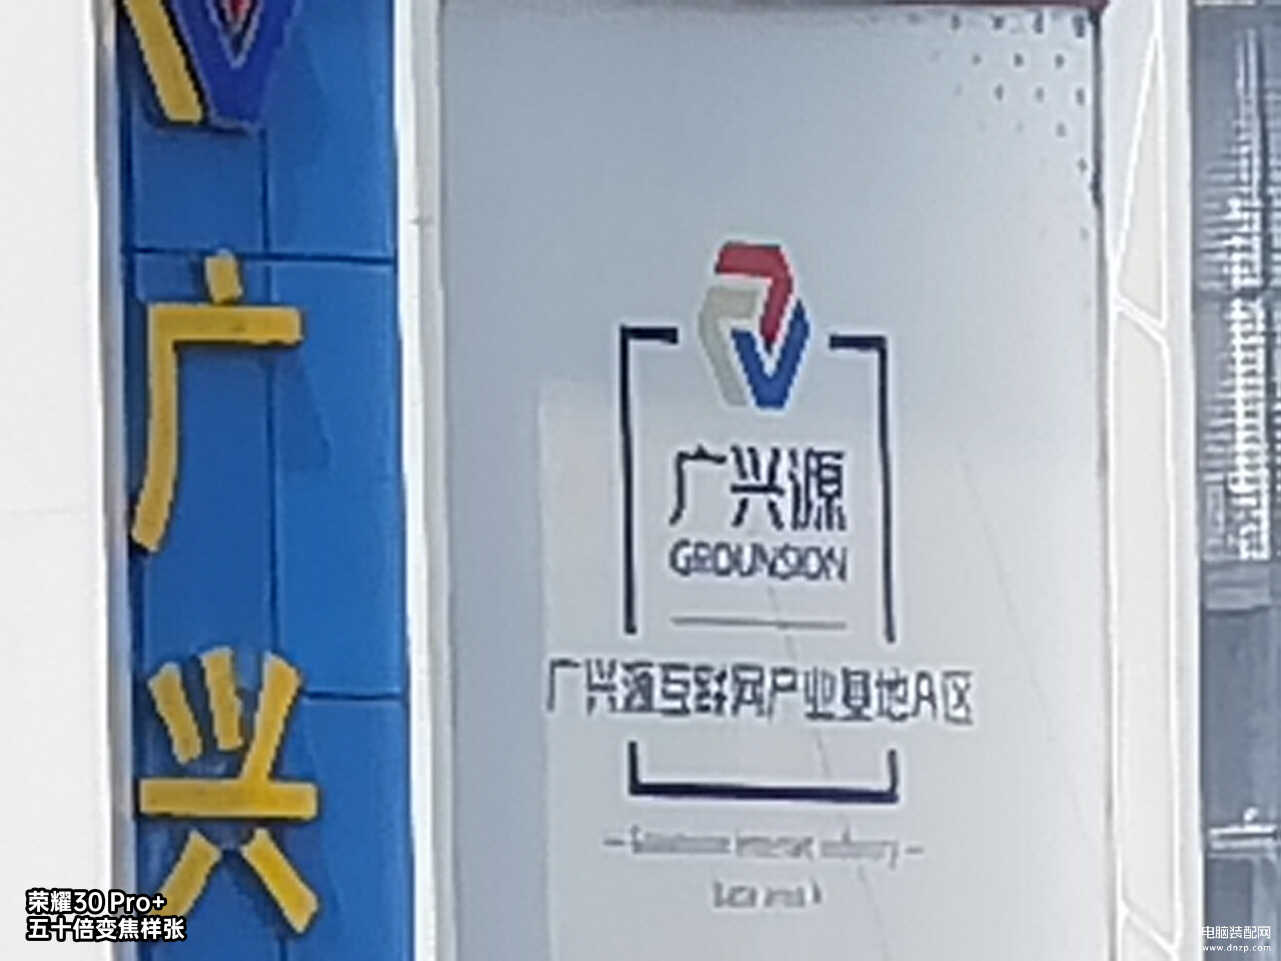 广
兴
广兴源
GROUNSION
广兴源互联网产业基地A区
荣耀30 Pro+
五十倍变焦样张
电脑装配网
www.dnzp.com